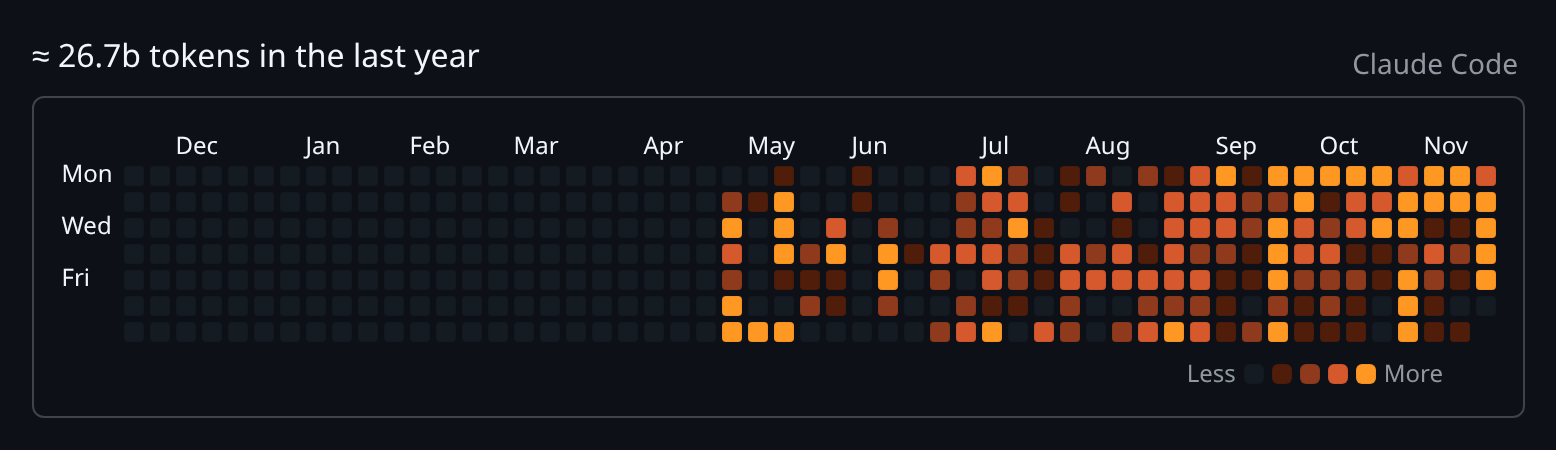 ≈ 26.7b tokens in the last year
Claude Code
Dec Jan Feb Mar Apr May Jun Jul Aug Sep Oct Nov
Mon
Wed
Fri
Less More